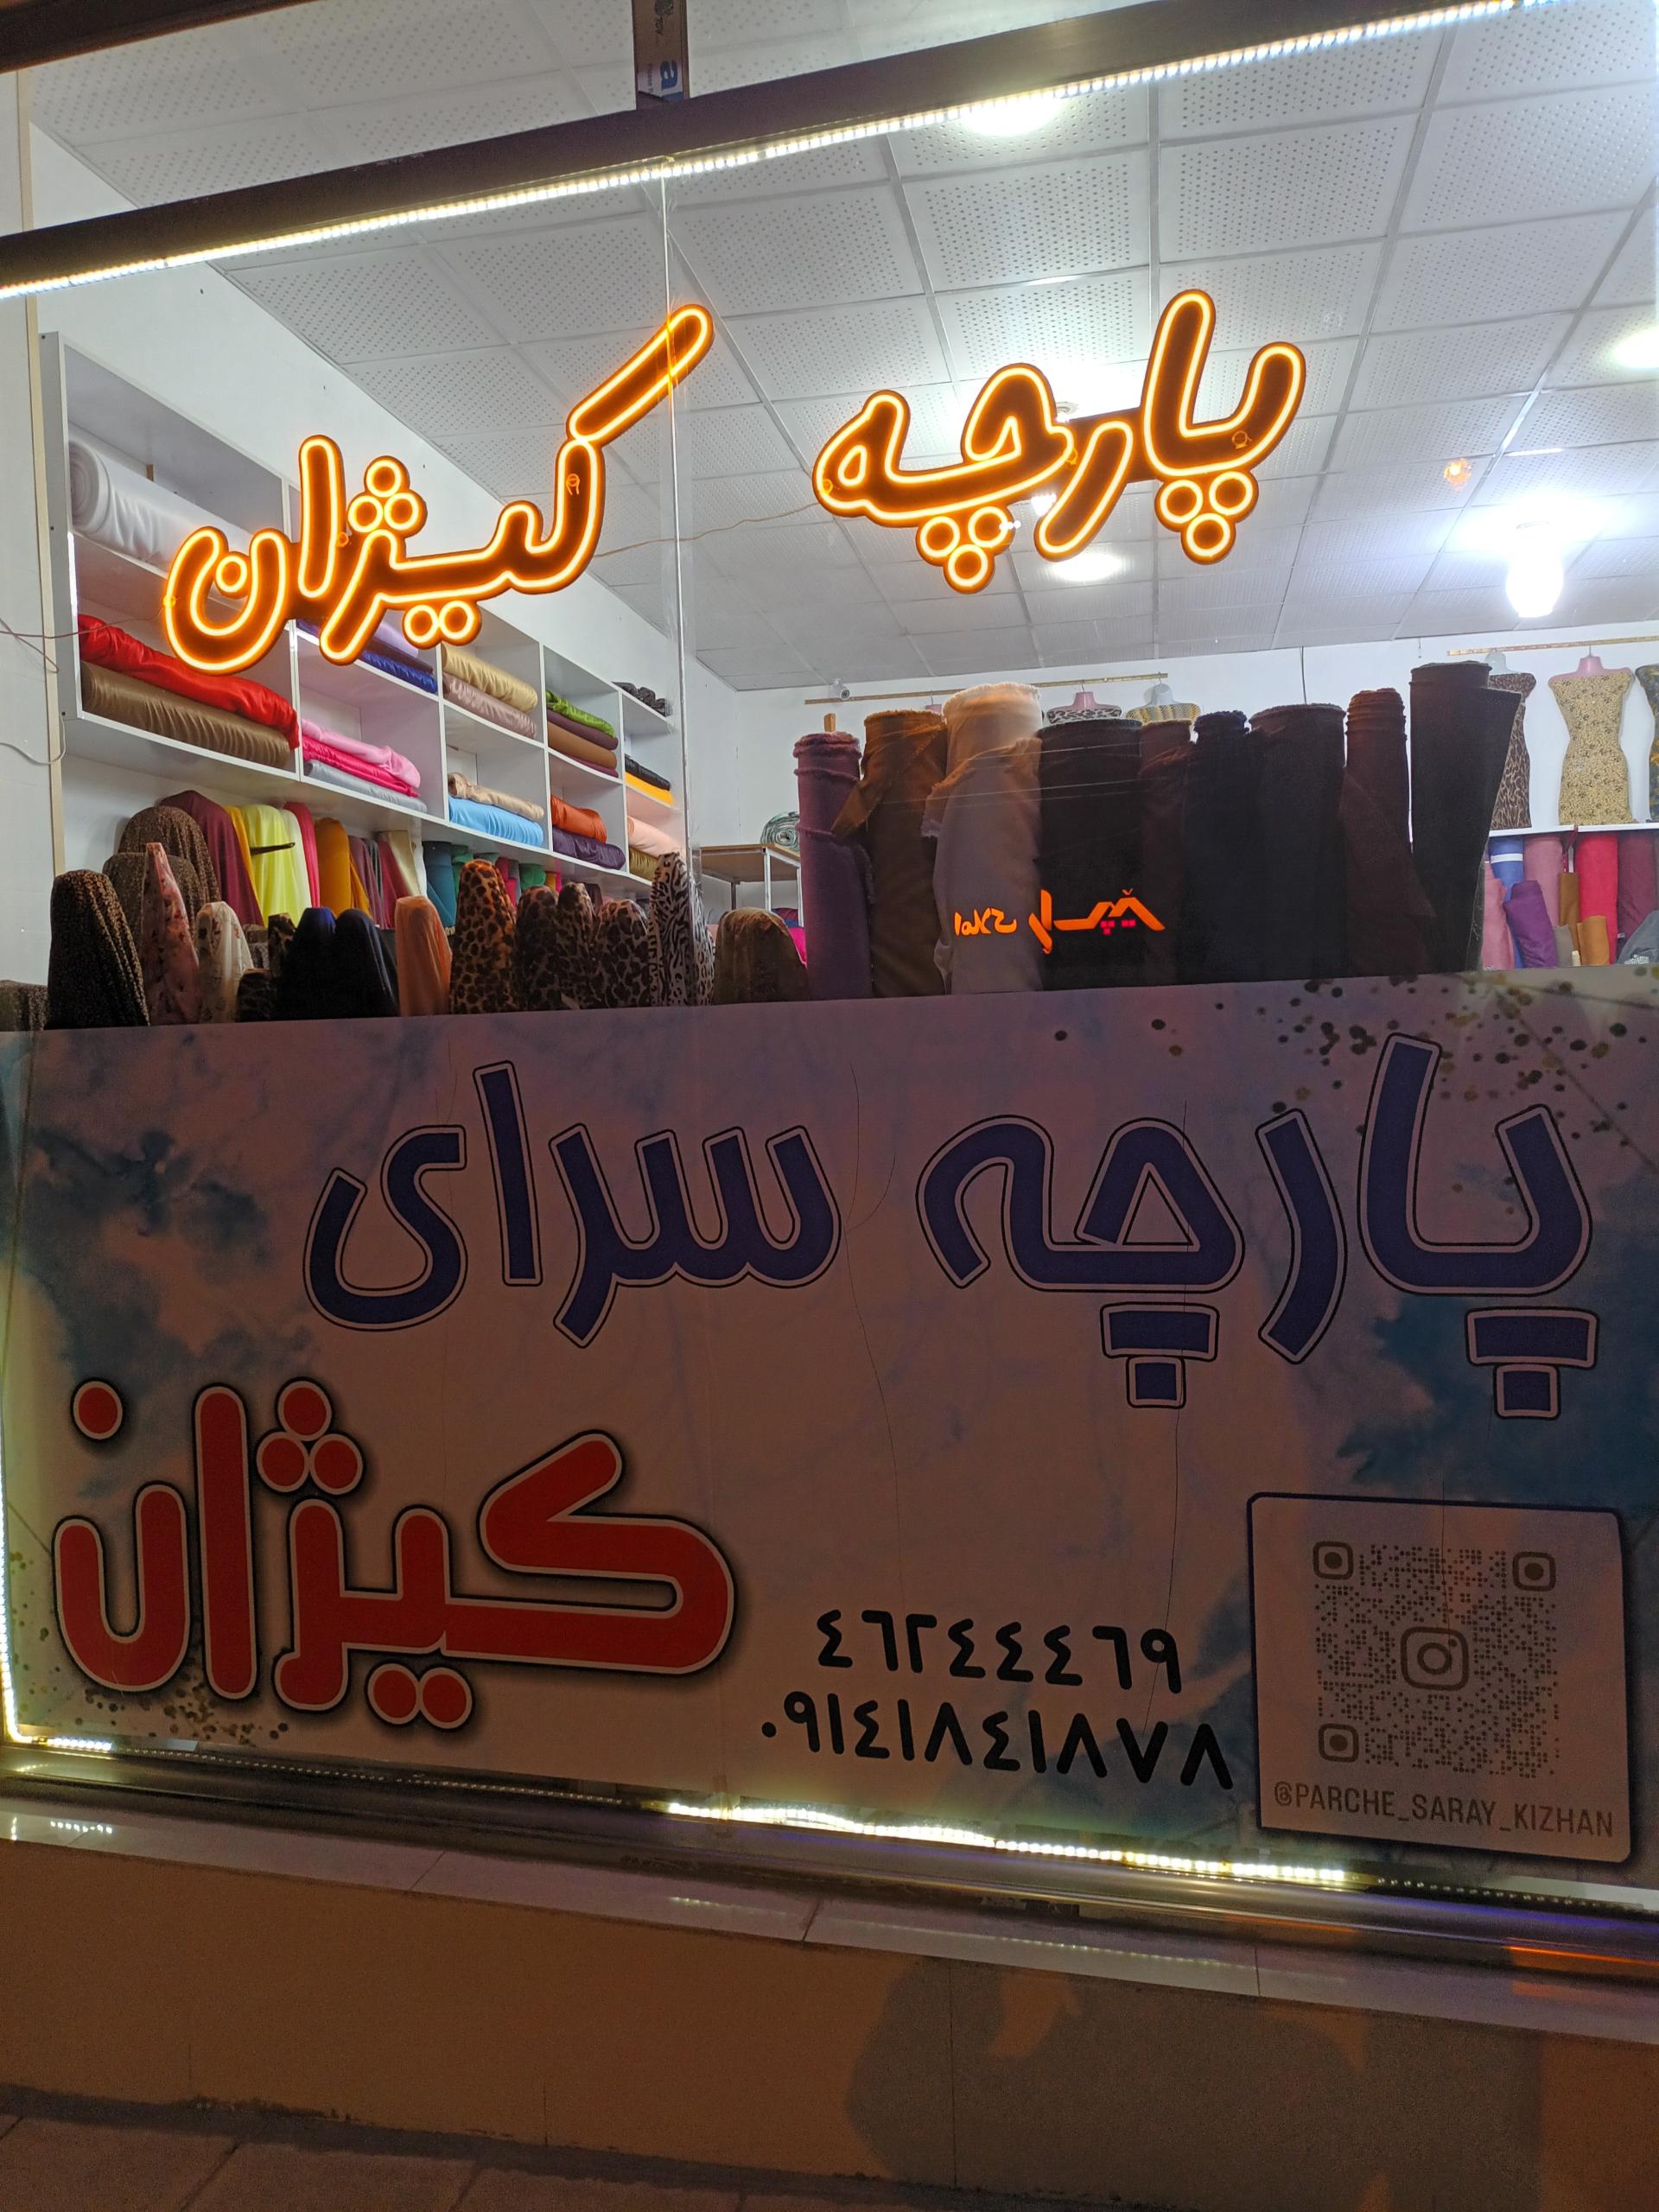 پارچه کیژان
پارچه سرای
کیژان
٤٦٢٤٤٤٦٩
٠٩١٤١٨٤١٨٧٨
@PARCHE_SARAY_KIZHAN